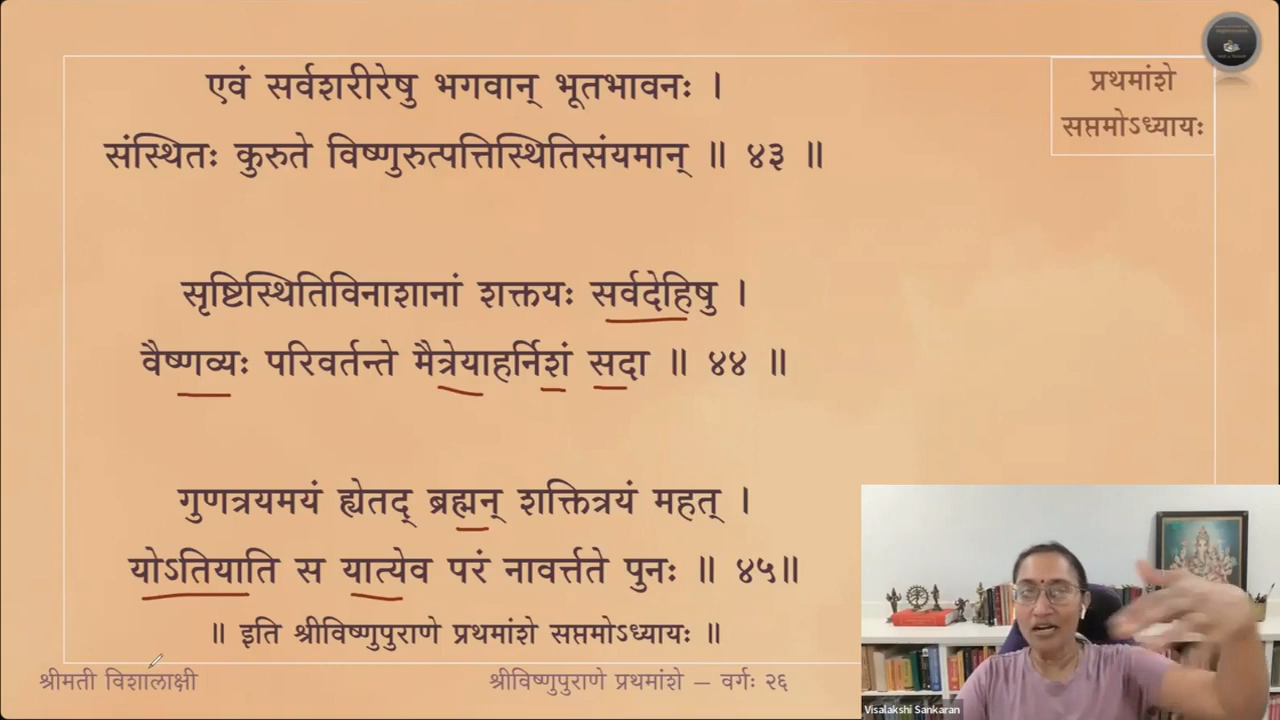 एवं सर्वशरीरेषु भगवान् भूतभावनः ।
संस्थितः कुरुते विष्णुरुत्पत्तिस्थितिसंयमान् ॥ ४३ ॥
प्रथमांशे
सप्तमोऽध्यायः
सृष्टिस्थितिविनाशानां शक्तयः सर्वदेहिषु ।
वैष्णव्यः परिवर्तन्ते मैत्रेयाहर्निशं सदा ॥ ४४ ॥
गुणत्रयमयं ह्येतद् ब्रह्मन् शक्तित्रयं महत् ।
योऽतियाति स यात्येव परं नावर्त्तते पुनः ॥ ४५॥
॥ इति श्रीविष्णुपुराणे प्रथमांशे सप्तमोऽध्यायः ॥
श्रीमती विशालाक्षी
श्रीविष्णुपुराणे प्रथमांशे – वर्गः २६
Visalakshi Sankaran